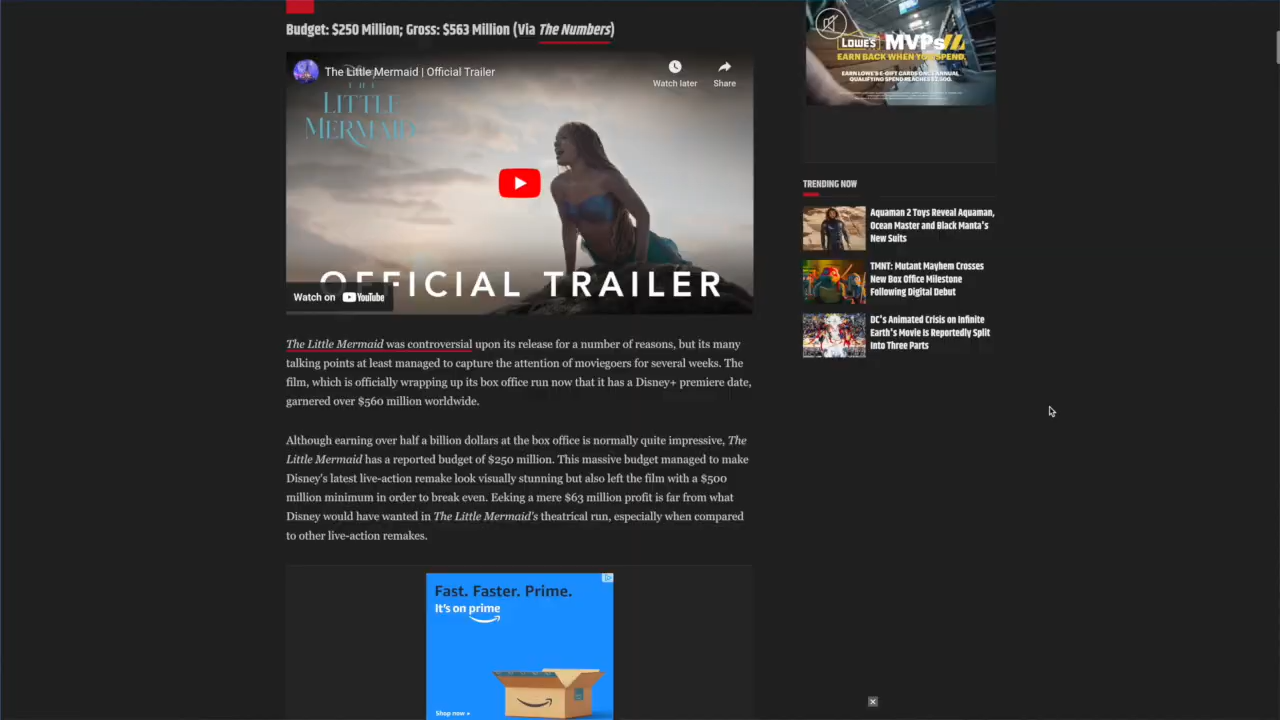 Budget: $250 Million; Gross: $563 Million (Via The Numbers)
The Little Mermaid | Official Trailer
Watch later
Share
THE
LITTLE
MERMAID
OFFICIAL TRAILER
Watch on YouTube
The Little Mermaid was controversial upon its release for a number of reasons, but its many
talking points at least managed to capture the attention of moviegoers for several weeks. The
film, which is officially wrapping up its box office run now that it has a Disney+ premiere date,
garnered over $560 million worldwide.
Although earning over half a billion dollars at the box office is normally quite impressive, The
Little Mermaid has a reported budget of $250 million. This massive budget managed to make
Disney's latest live-action remake look visually stunning but also left the film with a $500
million minimum in order to break even. Eeking a mere $63 million profit is far from what
Disney would have wanted in The Little Mermaid's theatrical run, especially when compared
to other live-action remakes.
Fast. Faster. Prime.
It's on prime
Shop now
LOWE'S MVPs
EARN BACK WHEN YOU SPEND.
EARN LOWE'S E-GIFT CARDS ONCE ANNUAL
QUALIFYING SPEND REACHES
TRENDING NOW
Aquaman 2 Toys Reveal Aquaman,
Ocean Master and Black Manta's
New Suits
TMNT: Mutant Mayhem Crosses
New Box Office Milestone
Following Digital Debut
DC's Animated Crisis on Infinite
Earth's Movie Is Reportedly Split
Into Three Parts